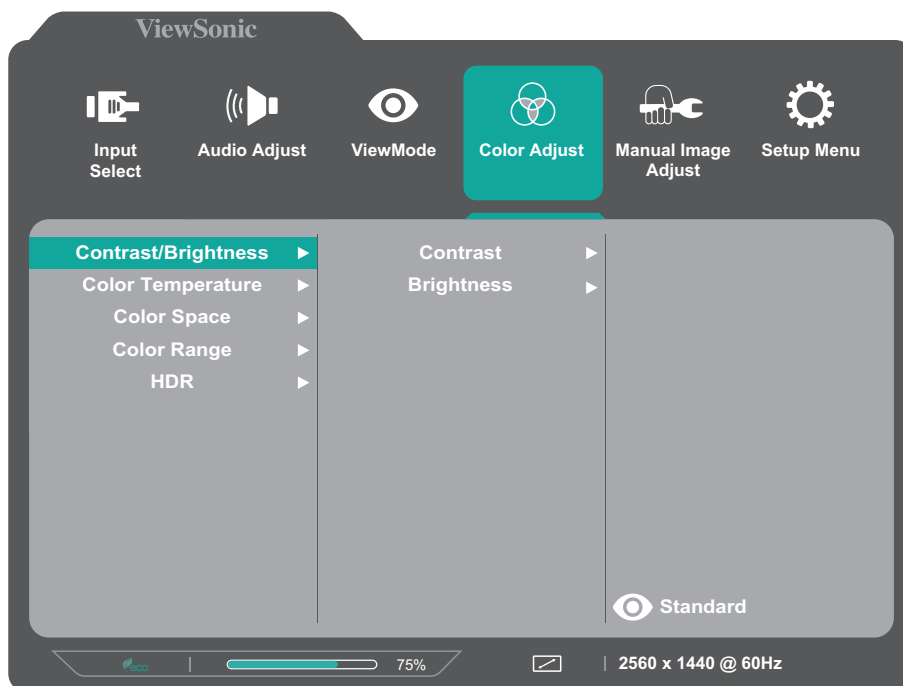 ViewSonic
Input Select
Audio Adjust
ViewMode
Color Adjust
Manual Image Adjust
Setup Menu
Contrast/Brightness
Color Temperature
Color Space
Color Range
HDR
Contrast
Brightness
Standard
eco
75%
2560 x 1440 @ 60Hz